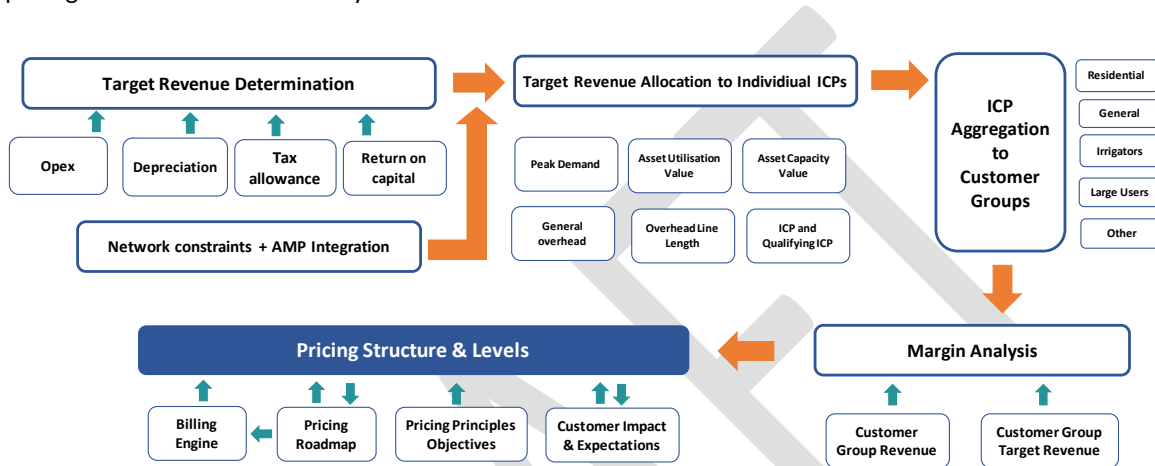 Target Revenue Determination
Target Revenue Allocation to Individual ICPs
ICP
Aggregation
to
Customer
Groups
Residential
General
Irrigators
Large Users
Other
Opex
Depreciation
Tax
allowance
Return on
capital
Peak Demand
Asset Utilisation
Value
Asset Capacity
Value
General
overhead
Overhead Line
Length
ICP and
Qualifying ICP
Network constraints + AMP Integration
Pricing Structure & Levels
Margin Analysis
Billing
Engine
Pricing
Roadmap
Pricing Principles
Objectives
Customer Impact
& Expectations
Customer
Group Revenue
Customer Group
Target Revenue